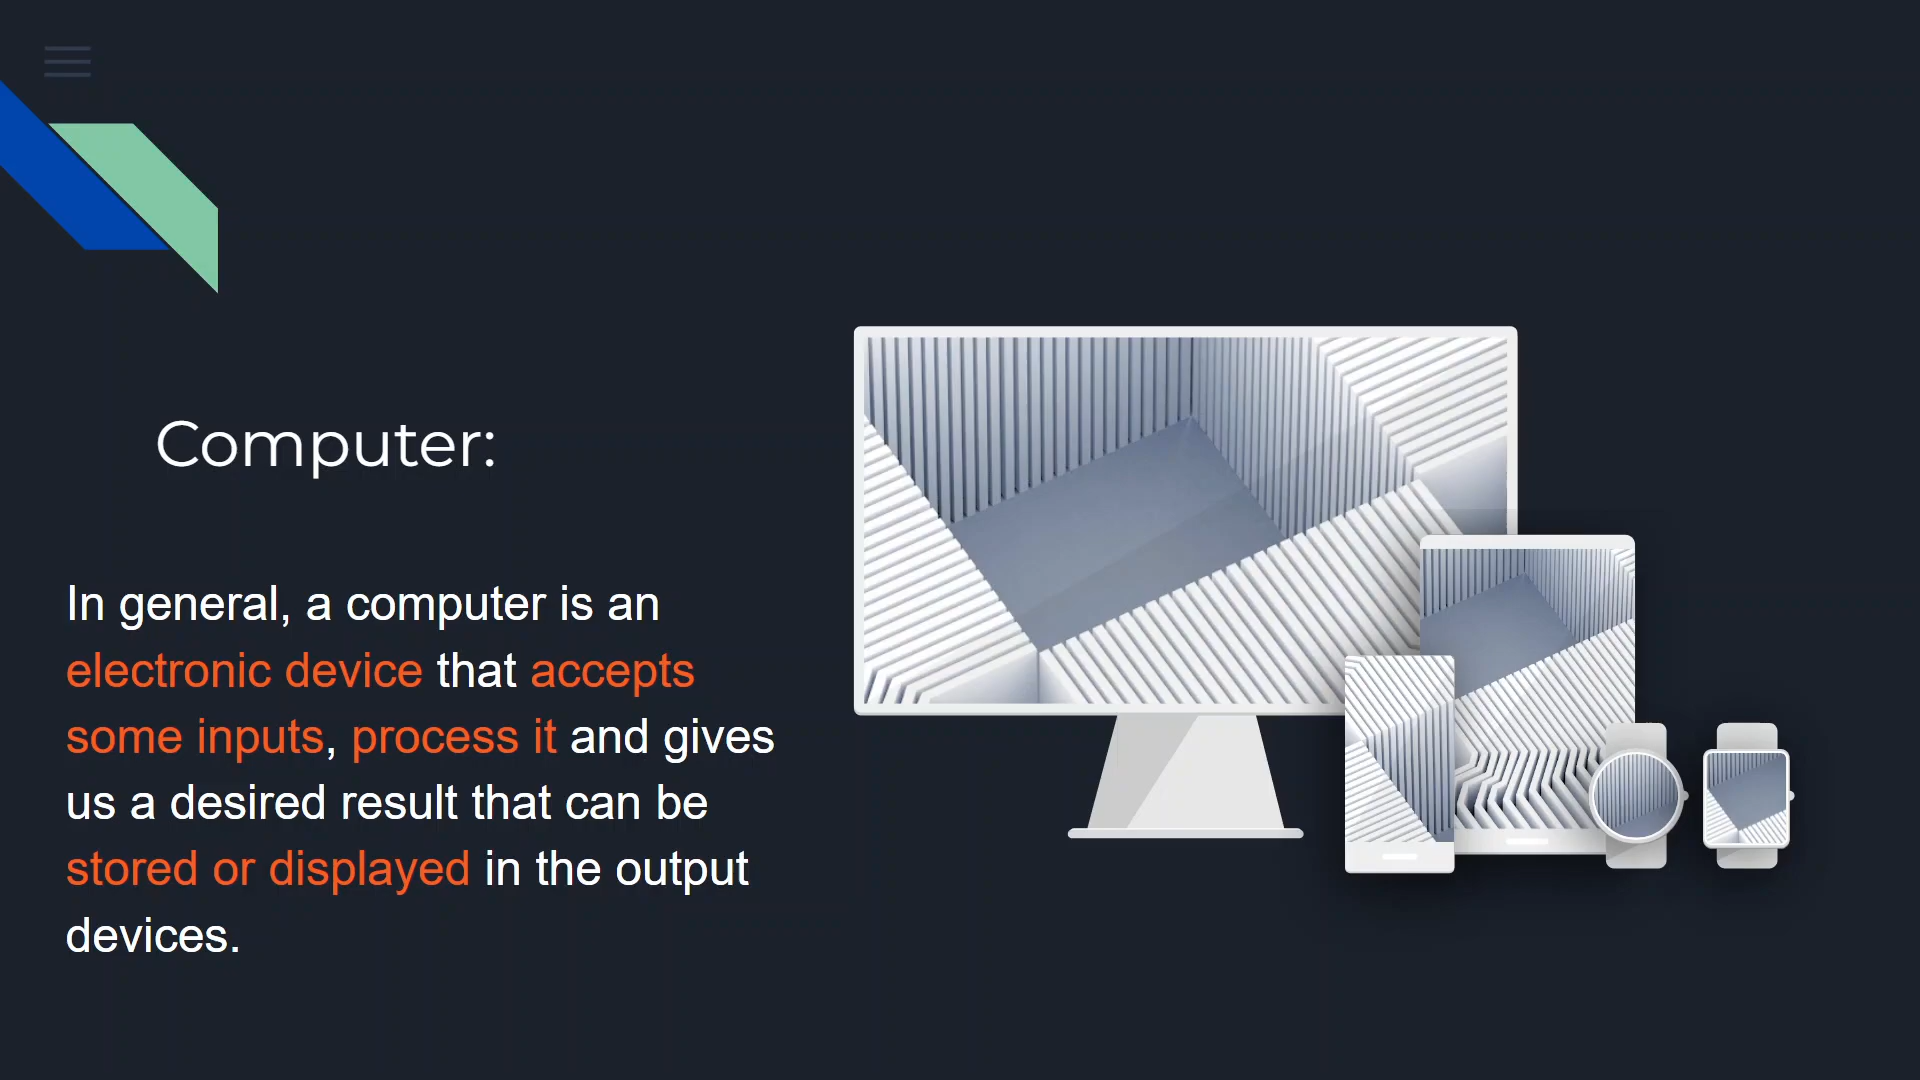 Computer:
In general, a computer is an
electronic device that accepts
some inputs, process it and gives
us a desired result that can be
stored or displayed in the output
devices.